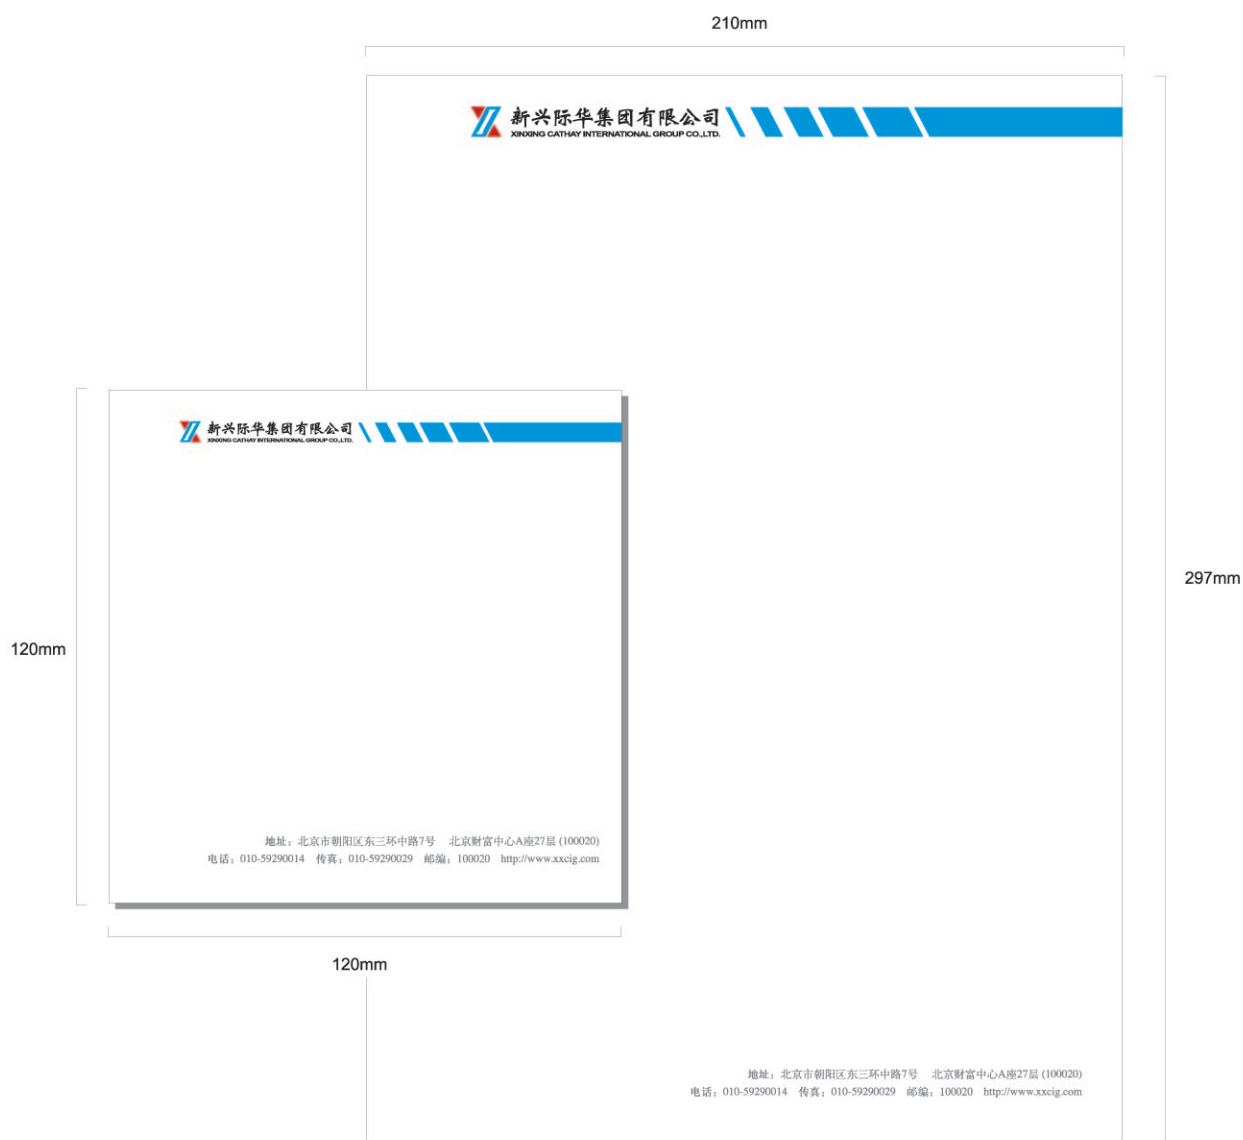 210mm
新兴际华集团有限公司
XINXING CATHAY INTERNATIONAL GROUP CO.,LTD.
新兴际华集团有限公司
XINXING CATHAY INTERNATIONAL GROUP CO.,LTD.
297mm
120mm
地址：北京市朝阳区东三环中路7号 北京财富中心A座27层 (100020)
电话：010-59290014 传真：010-59290029 邮编：100020 http://www.xxcig.com
120mm
地址：北京市朝阳区东三环中路7号 北京财富中心A座27层 (100020)
电话：010-59290014 传真：010-59290029 邮编：100020 http://www.xxcig.com